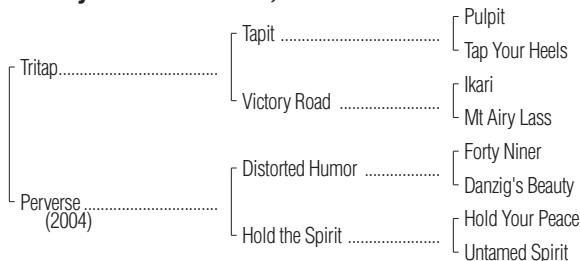 Pulpit
Tapit ................................
Tap Your Heels
Tritap.......................................
Ikari
Victory Road ........................
Mt Airy Lass
Forty Niner
Distorted Humor ..................
Danzig's Beauty
Perverse .................................
(2004)
Hold Your Peace
Hold the Spirit ......................
Untamed Spirit